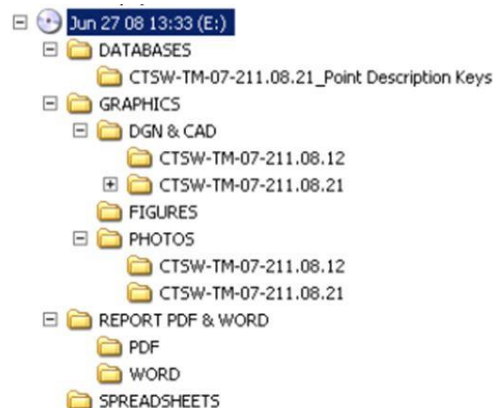 Jun 27 08 13:33 (E:)
DATABASES
CTSW-TM-07-211.08.21_Point Description Keys
GRAPHICS
DGN & CAD
CTSW-TM-07-211.08.12
CTSW-TM-07-211.08.21
FIGURES
PHOTOS
CTSW-TM-07-211.08.12
CTSW-TM-07-211.08.21
REPORT PDF & WORD
PDF
WORD
SPREADSHEETS